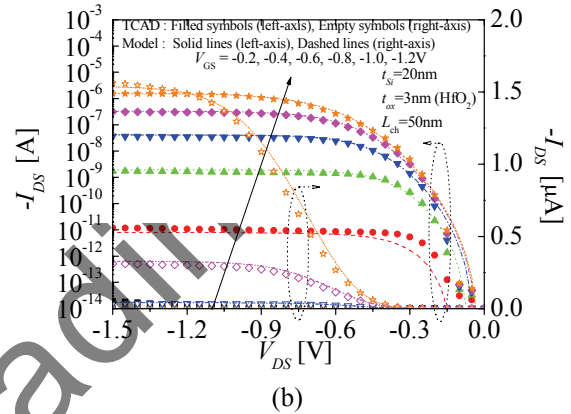 TCAD : Filled symbols (left-axis), Empty symbols (right-axis)
Model : Solid lines (left-axis), Dashed lines (right-axis)
V_GS = -0.2, -0.4, -0.6, -0.8, -1.0, -1.2V
t_Si=20nm
t_ox=3nm (HfO₂)
L_ch=50nm
-I_DS [A]
10⁻³
10⁻⁴
10⁻⁵
10⁻⁶
10⁻⁷
10⁻⁸
10⁻⁹
10⁻¹⁰
10⁻¹¹
10⁻¹²
10⁻¹³
10⁻¹⁴
2.0
1.5
1.0
0.5
0.0
-I_DS [µA]
-1.5 -1.2 -0.9 -0.6 -0.3 0.0
V_DS [V]
(b)